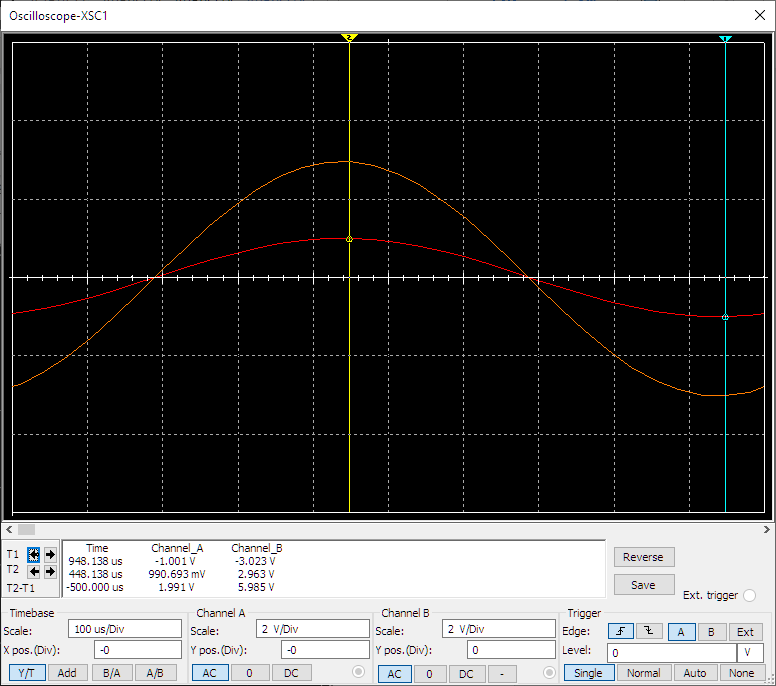 Oscilloscope-XSC1
2
1
Time Channel_A Channel_B
T1 948.138 us -1.001 V -3.023 V
T2 448.138 us 990.693 mV 2.963 V
T2-T1 -500.000 us 1.991 V 5.985 V
Reverse
Save
Ext. trigger
Timebase Channel A Channel B Trigger
Scale: 100 us/Div Scale: 2 V/Div Scale: 2 V/Div Edge: A B Ext
X pos.(Div): -0 Y pos.(Div): -0 Y pos.(Div): 0 Level: 0 V
Y/T Add B/A A/B AC 0 DC AC 0 DC - Single Normal Auto None